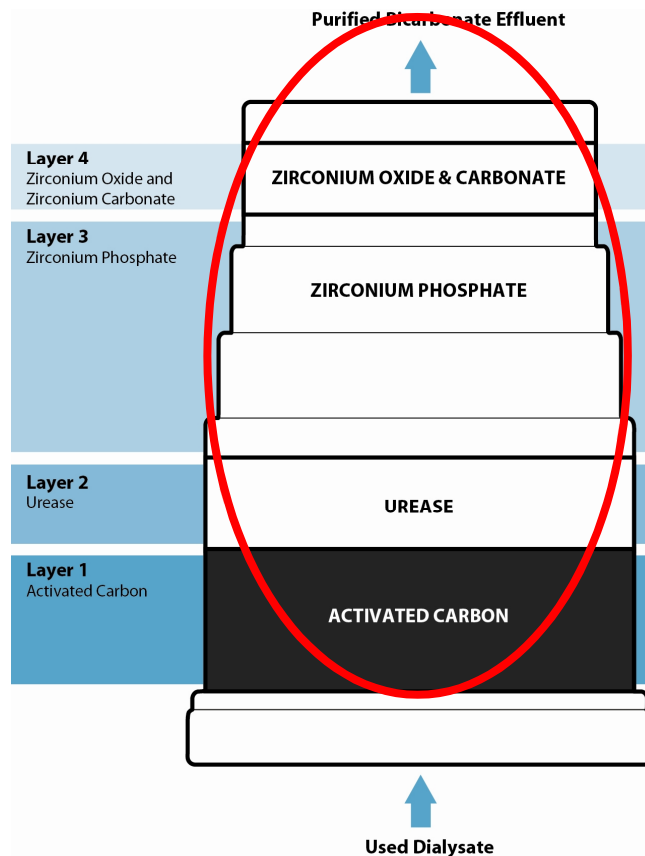 Purified Bicarbonate Effluent
Layer 4
Zirconium Oxide and
Zirconium Carbonate
ZIRCONIUM OXIDE & CARBONATE
Layer 3
Zirconium Phosphate
ZIRCONIUM PHOSPHATE
Layer 2
Urease
UREASE
Layer 1
Activated Carbon
ACTIVATED CARBON
Used Dialysate